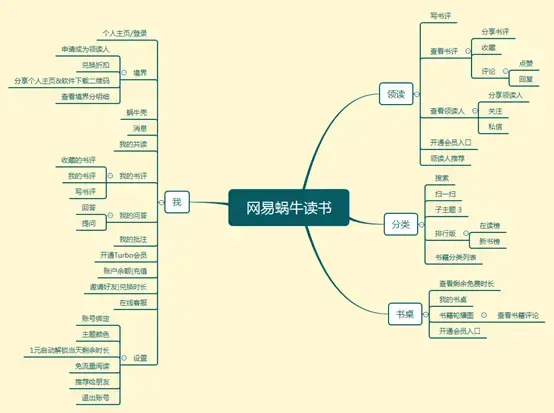 网易蜗牛读书
领读
写书评
查看书评
分享书评
收藏
评论
点赞
回复
查看领读人
分享领读人
关注
私信
开通会员入口
领读人推荐
分类
搜索
扫一扫
子主题 3
排行版
在读榜
新书榜
书籍分类列表
书桌
查看剩余免费时长
我的书桌
书籍轮播图
查看书籍评论
开通会员入口
我
个人主页/登录
境界
申请成为领读人
兑换折扣
分享个人主页&软件下载二维码
查看境界分明细
蜗牛壳
消息
我的共读
我的书评
收藏的书评
我的书评
写书评
我的问答
回答
提问
我的批注
开通Turbo会员
账户余额|充值
邀请好友|兑换时长
在线客服
设置
账号绑定
主题颜色
1元自动解锁当天剩余时长
免流量阅读
推荐给朋友
退出账号